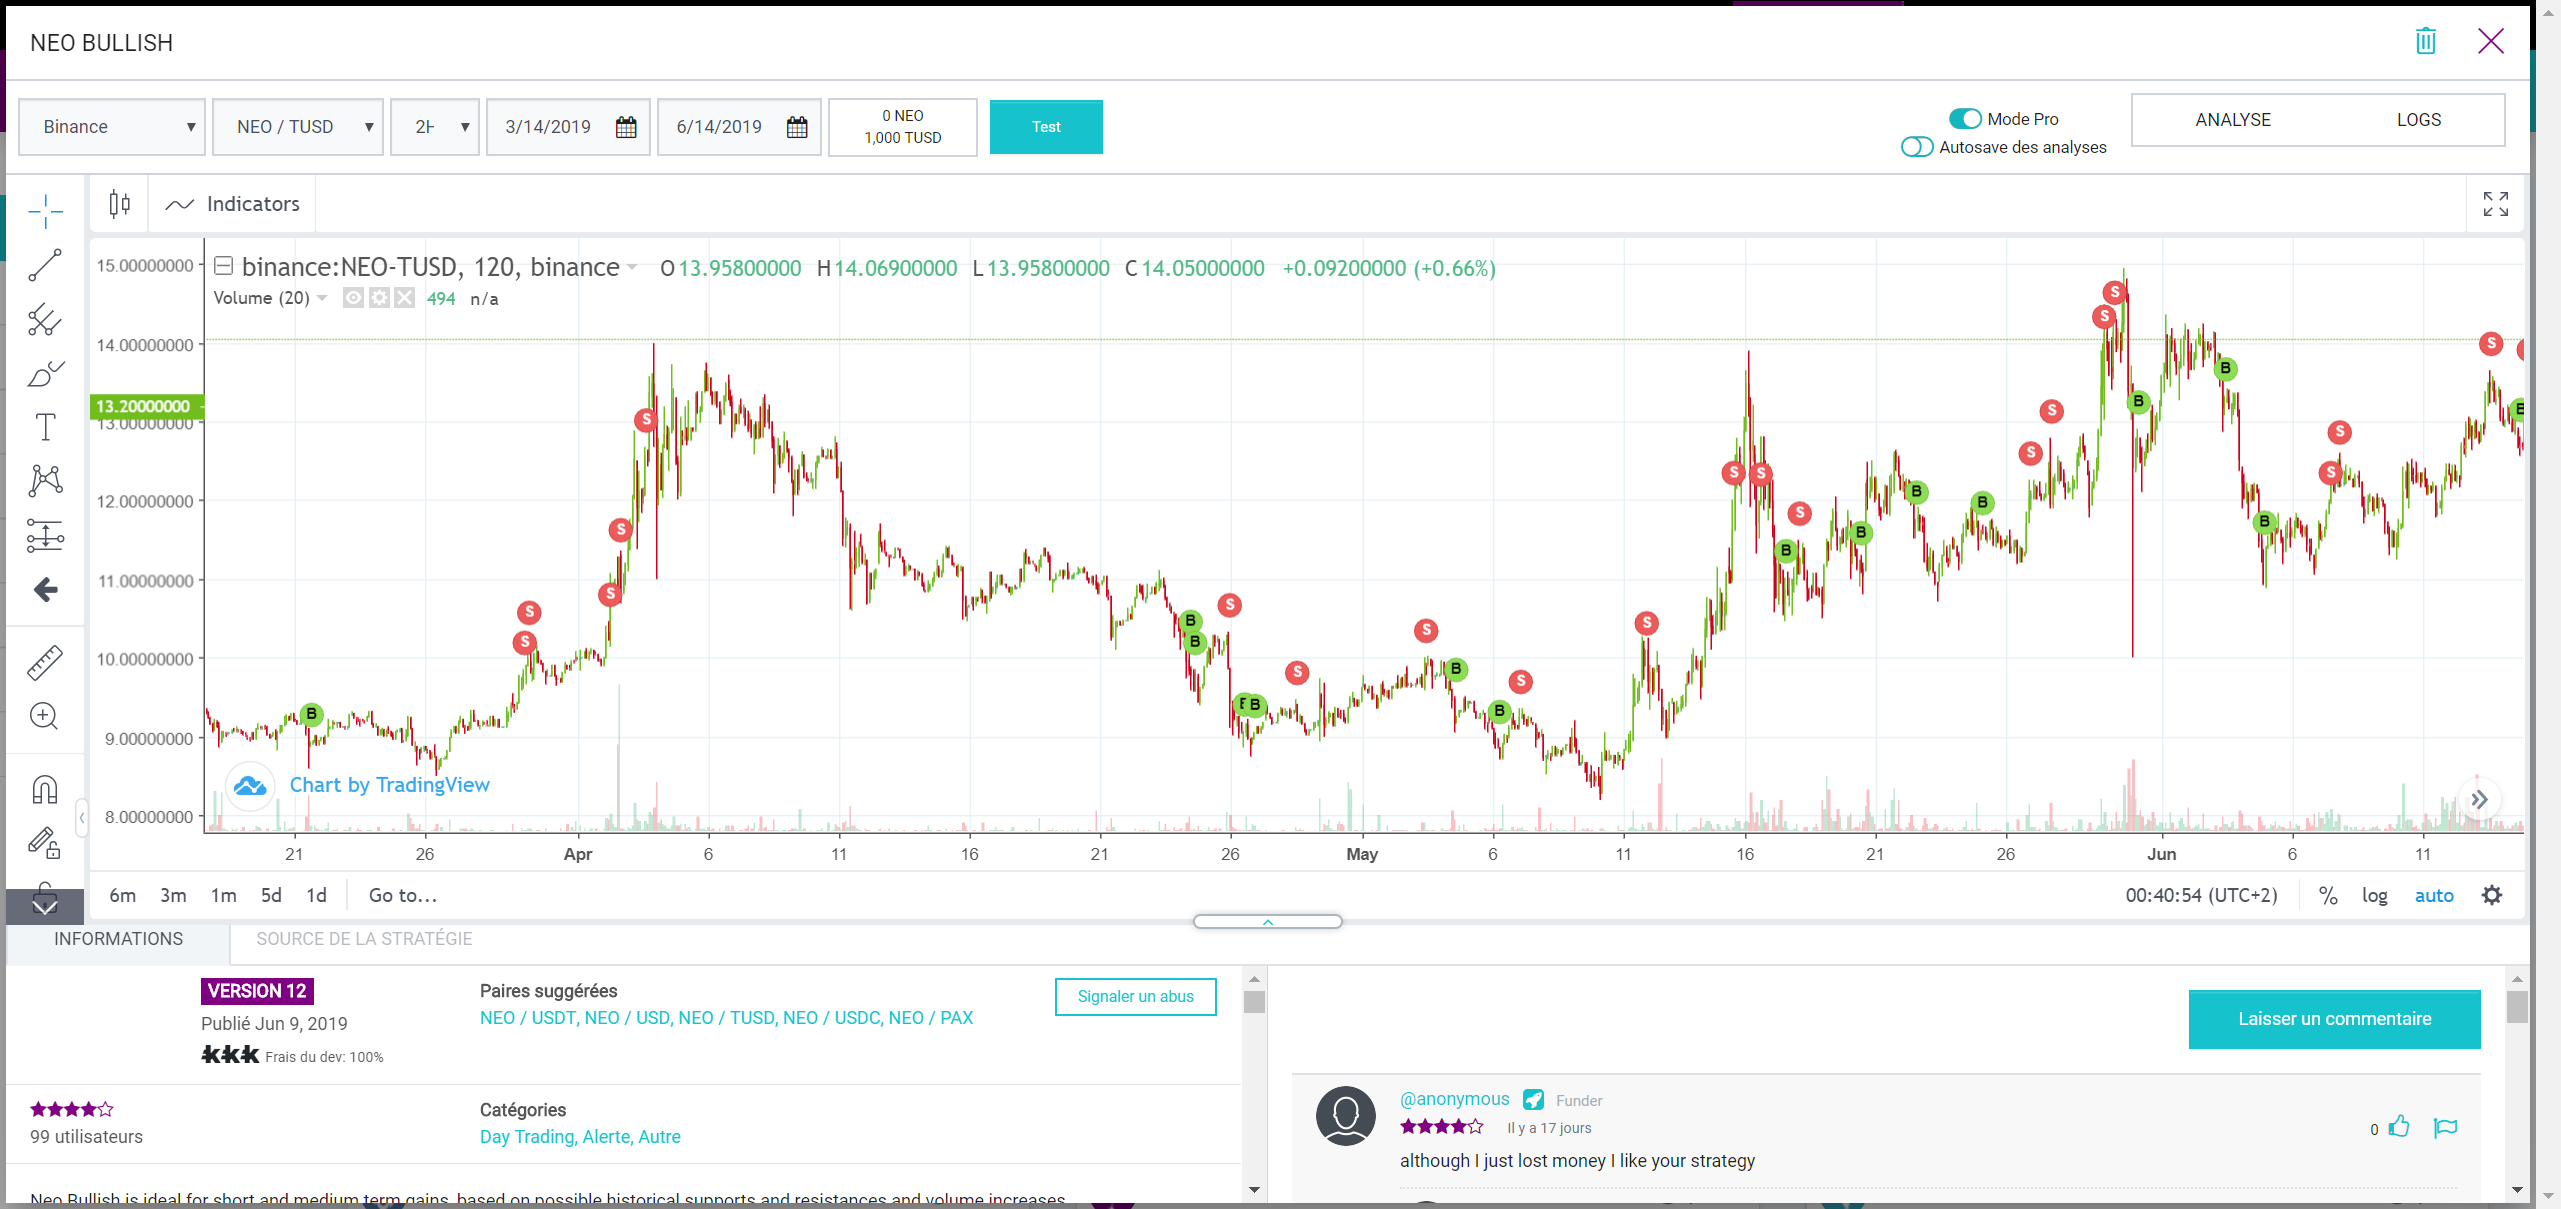 NEO BULLISH
Binance
NEO / TUSD
2H
3/14/2019
6/14/2019
0 NEO
1,000 TUSD
Test
Mode Pro
Autosave des analyses
ANALYSE
LOGS
Indicators
binance:NEO-TUSD, 120, binance O 13.95800000 H 14.06900000 L 13.95800000 C 14.05000000 +0.09200000 (+0.66%)
Volume (20) 494 n/a
15.00000000
14.00000000
13.20000000
13.00000000
12.00000000
11.00000000
10.00000000
9.00000000
8.00000000
S S S S S B B B B B S S S B B S S S S S B S B B B S S S S B B B S S S B
Chart by TradingView
21 26 Apr 6 11 16 21 26 May 6 11 16 21 26 Jun 6 11
6m 3m 1m 5d 1d Go to...
00:40:54 (UTC+2) % log auto
INFORMATIONS
SOURCE DE LA STRATÉGIE
VERSION 12
Publié Jun 9, 2019
Frais du dev: 100%
Paires suggérées
NEO / USDT, NEO / USD, NEO / TUSD, NEO / USDC, NEO / PAX
Signaler un abus
99 utilisateurs
Catégories
Day Trading, Alerte, Autre
Neo Bullish is ideal for short and medium term gains, based on possible historical supports and resistances and volume increases
Laisser un commentaire
@anonymous Funder
Il y a 17 jours
0
although I just lost money I like your strategy